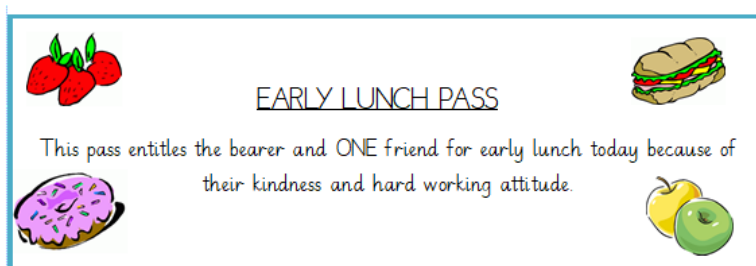 EARLY LUNCH PASS
This pass entitles the bearer and ONE friend for early lunch today because of
their kindness and hard working attitude.